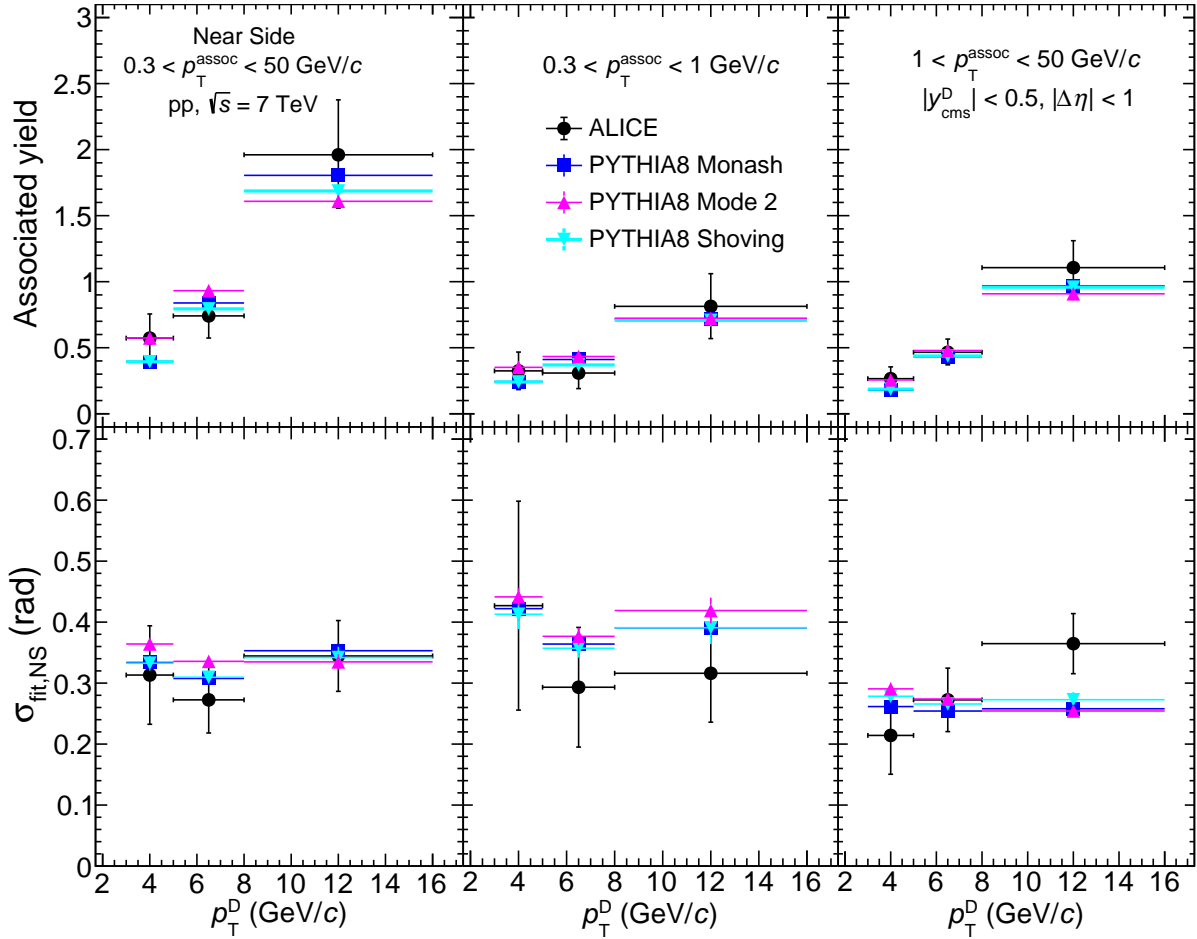 Near Side
0.3 < p_T^assoc < 50 GeV/c
pp, √s = 7 TeV
0.3 < p_T^assoc < 1 GeV/c
ALICE
PYTHIA8 Monash
PYTHIA8 Mode 2
PYTHIA8 Shoving
1 < p_T^assoc < 50 GeV/c
|y_cms^D| < 0.5, |Δη| < 1
Associated yield
3
2.5
2
1.5
1
0.5
0
σ_fit,NS (rad)
0.7
0.6
0.5
0.4
0.3
0.2
0.1
0
2 4 6 8 10 12 14 16
2 4 6 8 10 12 14 16
2 4 6 8 10 12 14 16
p_T^D (GeV/c)
p_T^D (GeV/c)
p_T^D (GeV/c)